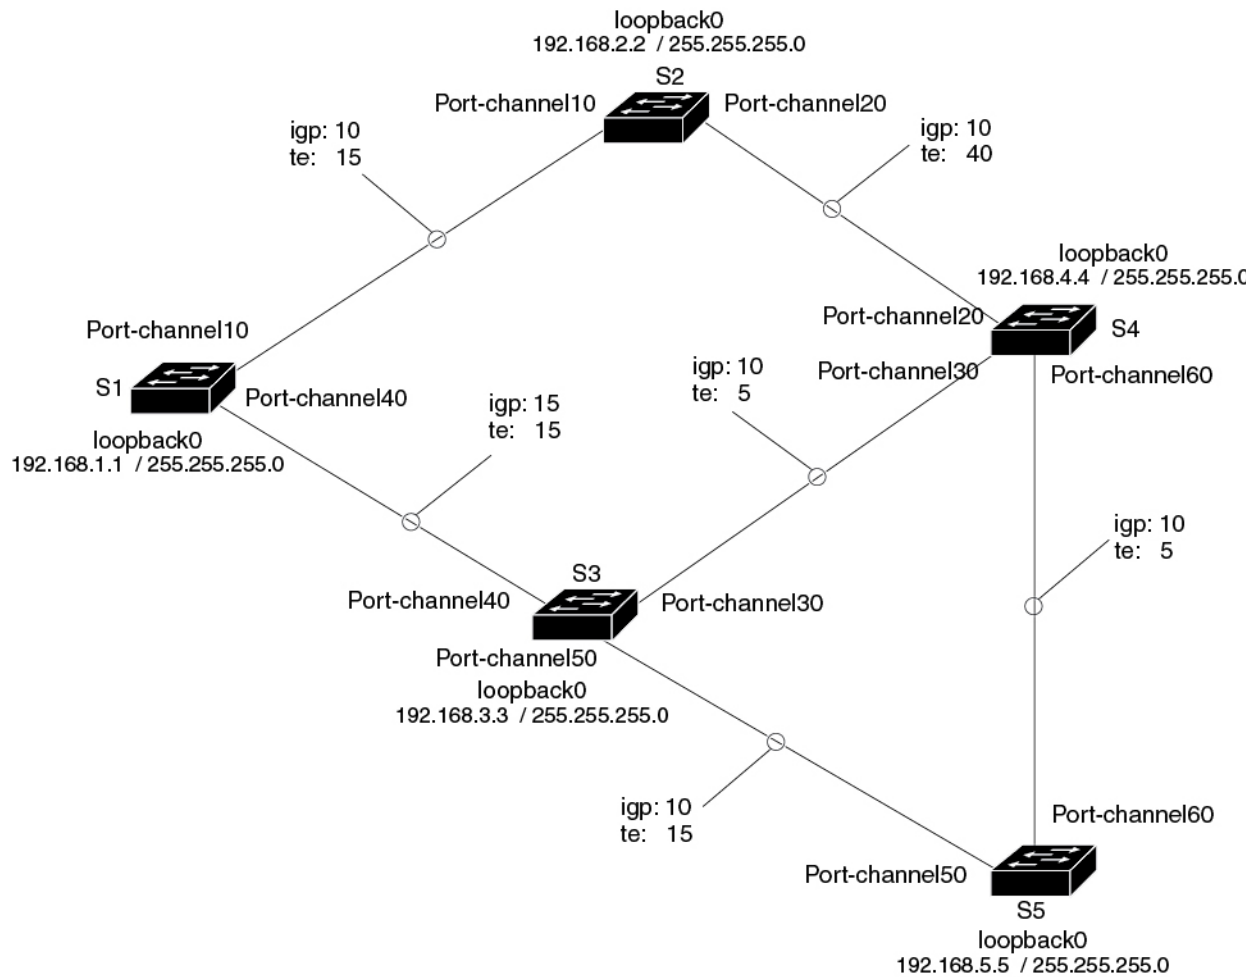 loopback0
192.168.2.2 / 255.255.255.0
S2
Port-channel10
Port-channel20
igp: 10
te: 15
igp: 10
te: 40
loopback0
192.168.4.4 / 255.255.255.0
Port-channel10
Port-channel20
S4
S1
Port-channel40
igp: 10
te: 5
Port-channel30
Port-channel60
igp: 15
te: 15
loopback0
192.168.1.1 / 255.255.255.0
igp: 10
te: 5
S3
Port-channel40
Port-channel30
Port-channel50
loopback0
192.168.3.3 / 255.255.255.0
igp: 10
te: 15
Port-channel60
Port-channel50
S5
loopback0
192.168.5.5 / 255.255.255.0